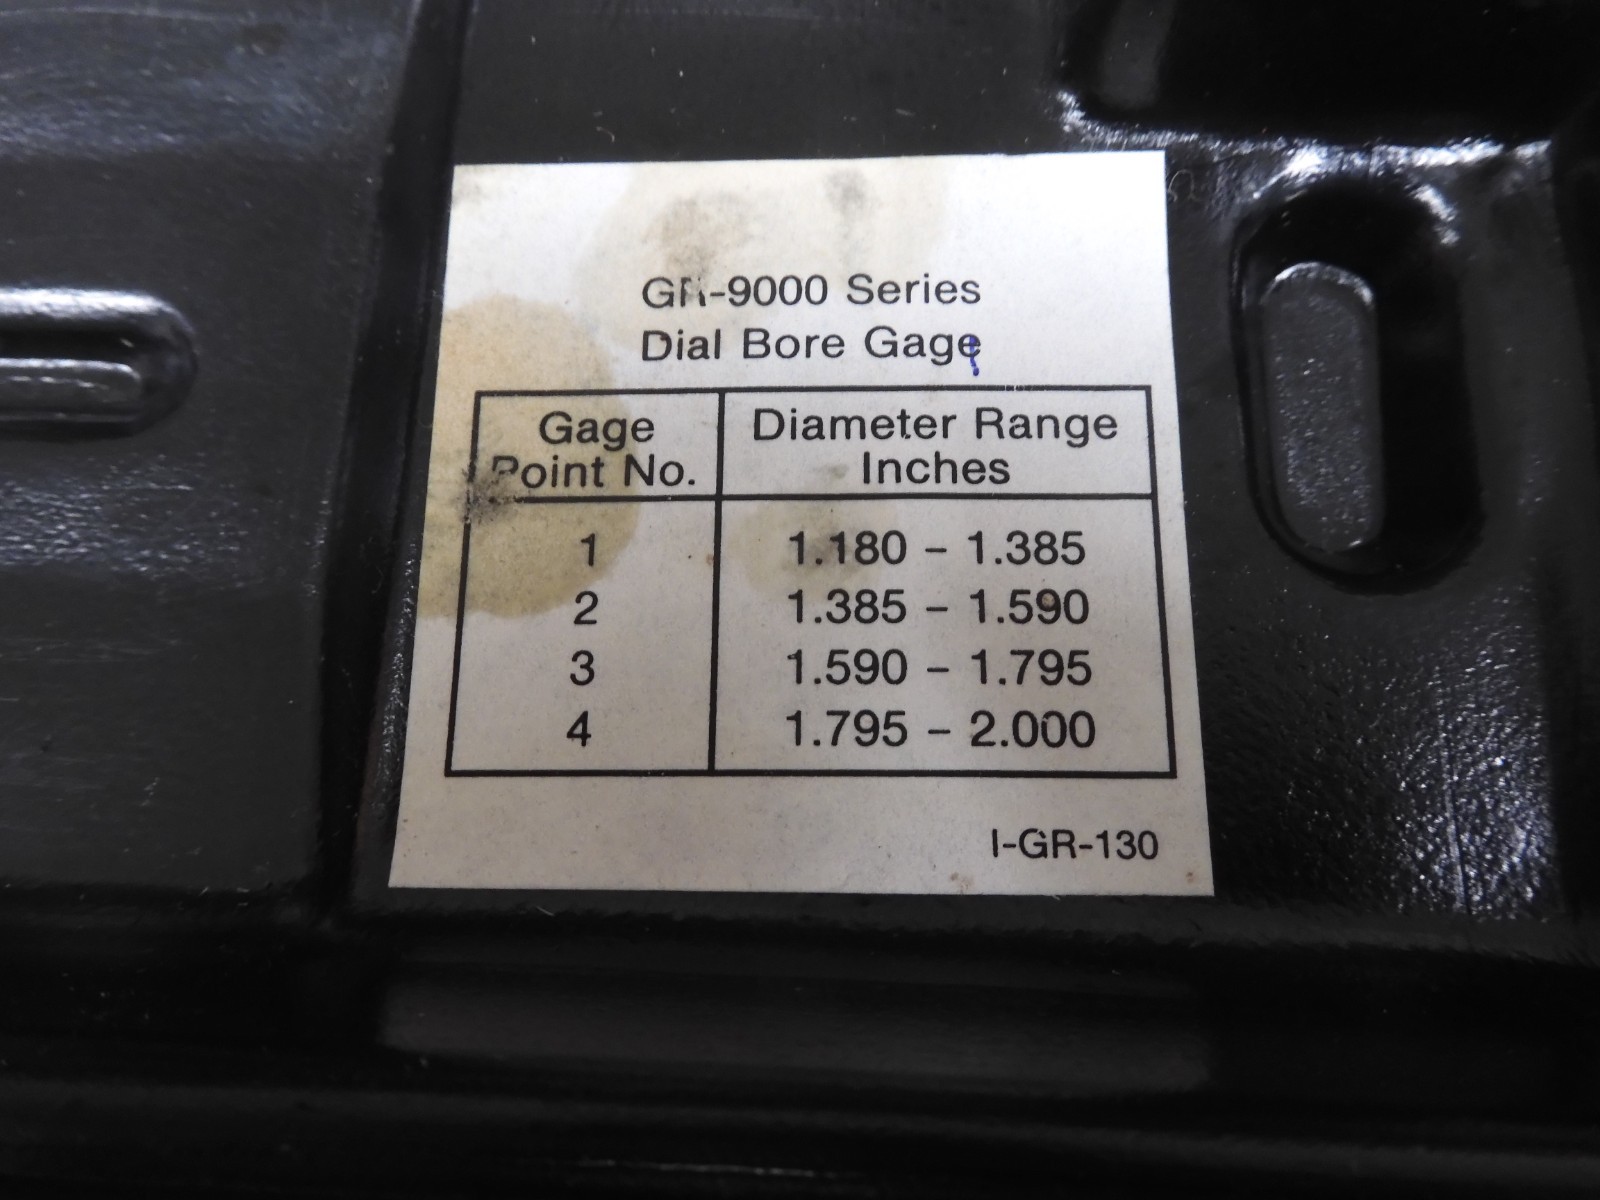 GR-9000 Series
Dial Bore Gage
Gage Point No. Diameter Range Inches
1 1.180 - 1.385
2 1.385 - 1.590
3 1.590 - 1.795
4 1.795 - 2.000
I-GR-130